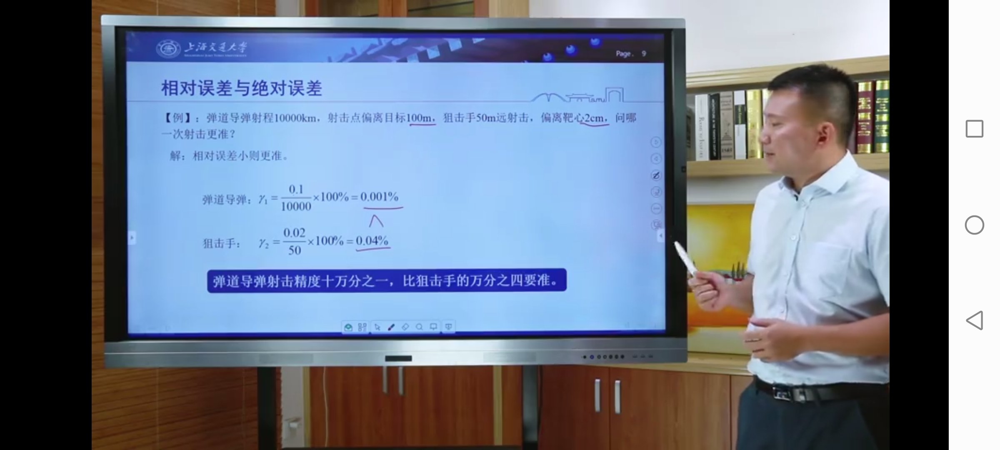 上海交通大学
SHANGHAI JIAO TONG UNIVERSITY
Page. 9
相对误差与绝对误差
【例】：弹道导弹射程10000km，射击点偏离目标100m，狙击手50m远射击，偏离靶心2cm，问哪
一次射击更准？
解：相对误差小则更准。
弹道导弹：γ₁ = 0.1/10000 ×100% = 0.001%
∧
狙击手： γ₂ = 0.02/50 ×100% = 0.04%
弹道导弹射击精度十万分之一，比狙击手的万分之四要准。